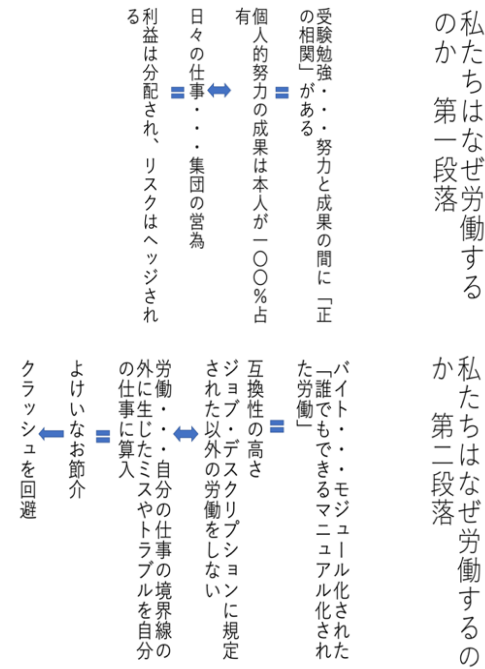 私たちはなぜ労働する
のか　第一段落
受験勉強・・・努力と成果の間に「正
の相関」がある
個人的努力の成果は本人が一〇〇％占
有
日々の仕事・・・集団の営為
利益は分配され、リスクはヘッジされ
る
私たちはなぜ労働するの
か　第二段落
バイト・・・モジュール化された
「誰でもできるマニュアル化され
た労働」
互換性の高さ
ジョブ・デスクリプションに規定
された以外の労働をしない
労働・・・自分の仕事の境界線の
外に生じたミスやトラブルを自分
の仕事に算入
よけいなお節介
クラッシュを回避